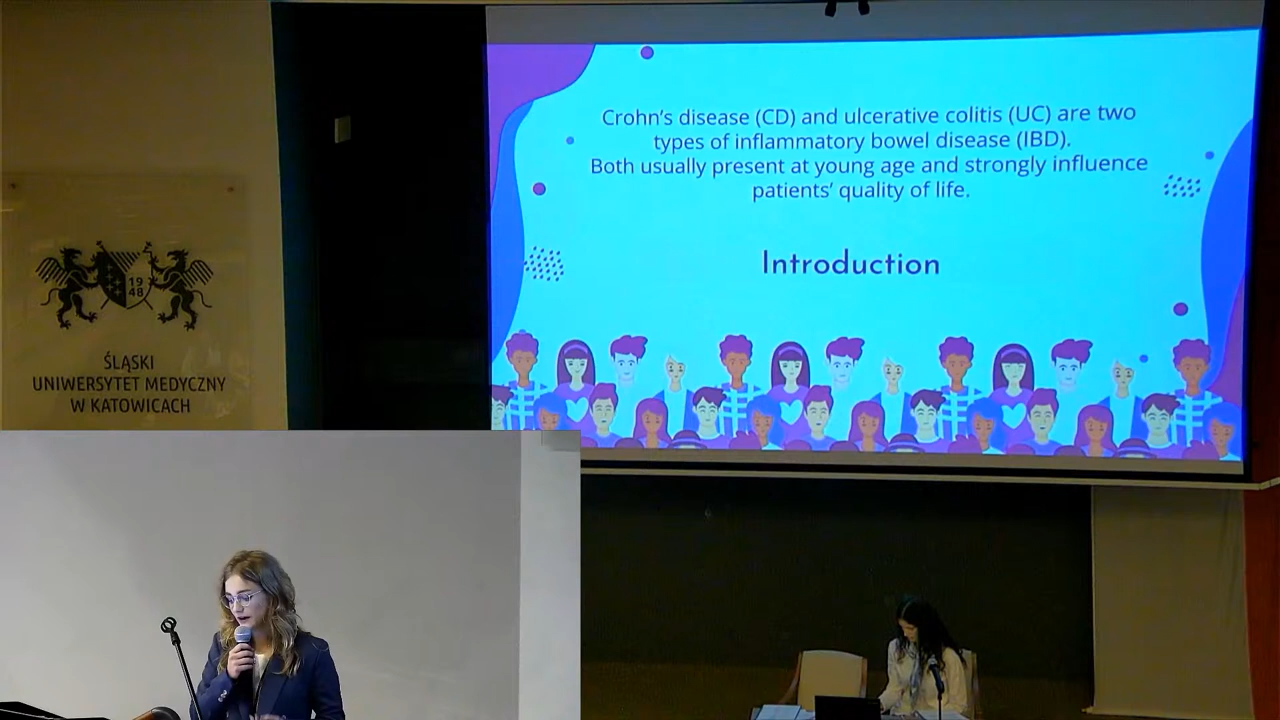 Crohn's disease (CD) and ulcerative colitis (UC) are two
types of inflammatory bowel disease (IBD).
Both usually present at young age and strongly influence
patients' quality of life.
Introduction
19
48
ŚLĄSKI
UNIWERSYTET MEDYCZNY
W KATOWICACH